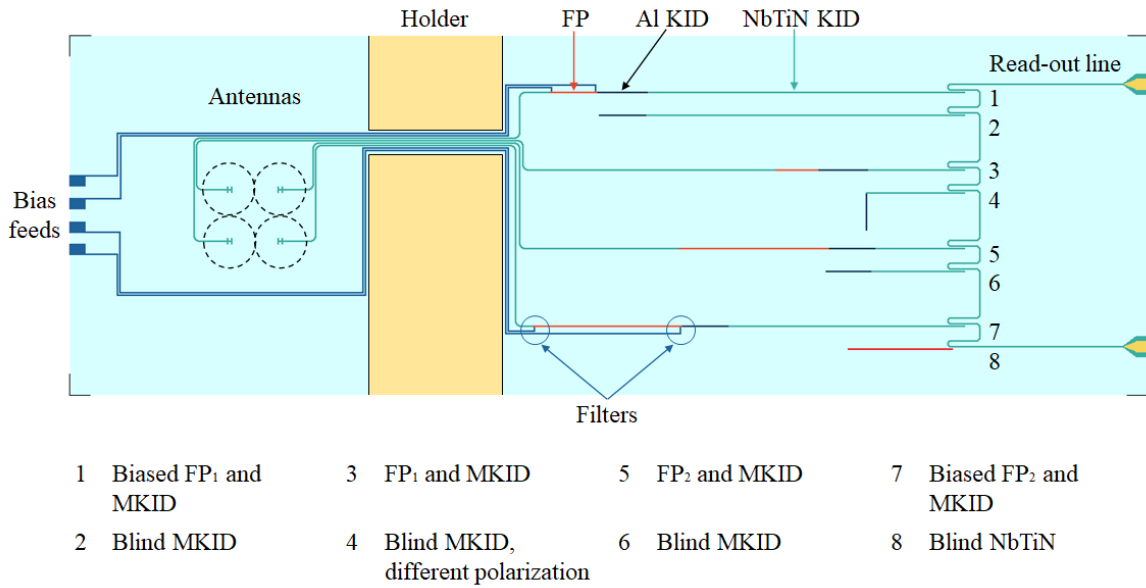 Holder
FP
Al KID
NbTiN KID
Antennas
Read-out line
1
2
3
Bias
feeds
4
5
6
7
8
Filters
1 Biased FP₁ and
MKID
3 FP₁ and MKID
5 FP₂ and MKID
7 Biased FP₂ and
MKID
2 Blind MKID
4 Blind MKID,
different polarization
6 Blind MKID
8 Blind NbTiN